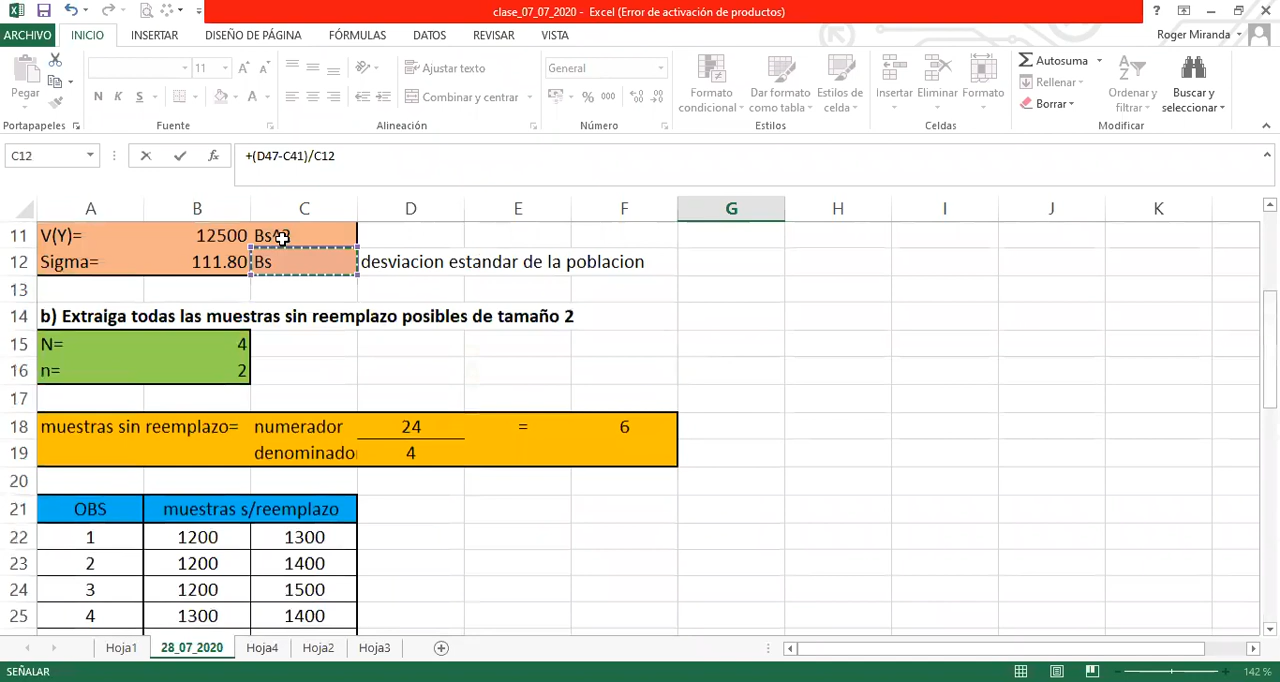 clase_07_07_2020 - Excel (Error de activación de productos)
ARCHIVO INICIO INSERTAR DISEÑO DE PÁGINA FÓRMULAS DATOS REVISAR VISTA Roger Miranda
Pegar 11 N K S Ajustar texto Combinar y centrar General % 000 Formato condicional Dar formato como tabla Estilos de celda Insertar Eliminar Formato Autosuma Rellenar Borrar Ordenar y filtrar Buscar y seleccionar
Portapapeles Fuente Alineación Número Estilos Celdas Modificar
C12 +(D47-C41)/C12
A B C D E F G H I J K
11 V(Y)= 12500
12 Sigma= 111.80 Bs desviacion estandar de la poblacion
13
14 b) Extraiga todas las muestras sin reemplazo posibles de tamaño 2
15 N= 4
16 n= 2
17
18 muestras sin reemplazo= numerador 24 = 6
19 denominado 4
20
21 OBS muestras s/reemplazo
22 1 1200 1300
23 2 1200 1400
24 3 1200 1500
25 4 1300 1400
Hoja1 28_07_2020 Hoja4 Hoja2 Hoja3
SEÑALAR 142 %